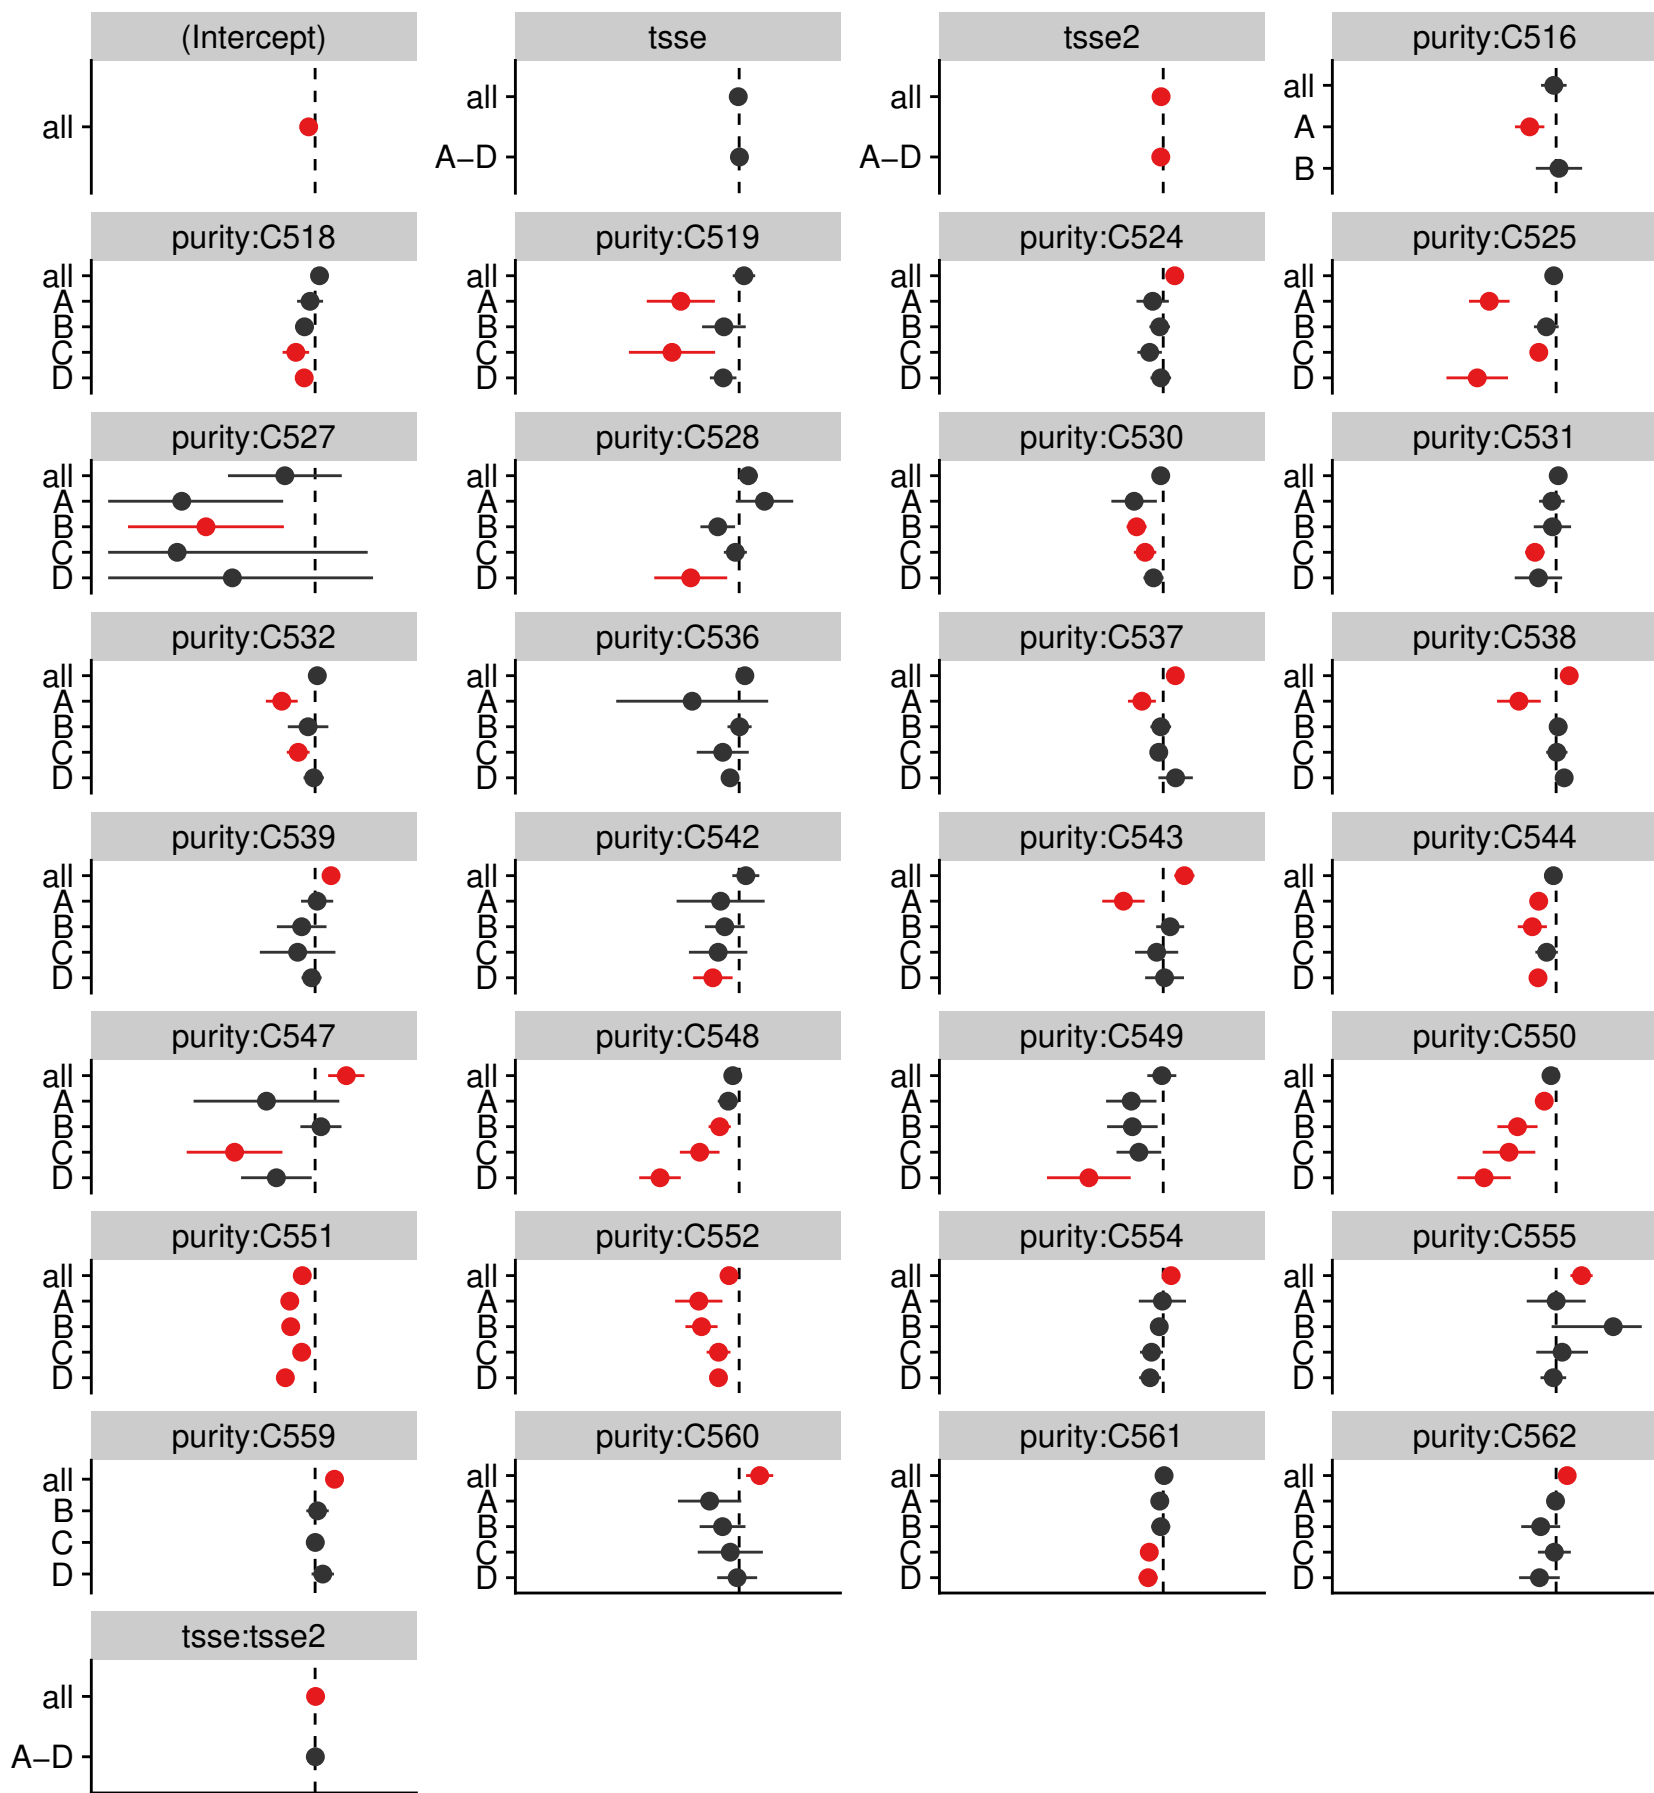 (Intercept)
all
tsse
all
A−D
tsse2
all
A−D
purity:C516
all
A
B
purity:C518
all
A
B
C
D
purity:C519
all
A
B
C
D
purity:C524
all
A
B
C
D
purity:C525
all
A
B
C
D
purity:C527
all
A
B
C
D
purity:C528
all
A
B
C
D
purity:C530
all
A
B
C
D
purity:C531
all
A
B
C
D
purity:C532
all
A
B
C
D
purity:C536
all
A
B
C
D
purity:C537
all
A
B
C
D
purity:C538
all
A
B
C
D
purity:C539
all
A
B
C
D
purity:C542
all
A
B
C
D
purity:C543
all
A
B
C
D
purity:C544
all
A
B
C
D
purity:C547
all
A
B
C
D
purity:C548
all
A
B
C
D
purity:C549
all
A
B
C
D
purity:C550
all
A
B
C
D
purity:C551
all
A
B
C
D
purity:C552
all
A
B
C
D
purity:C554
all
A
B
C
D
purity:C555
all
A
B
C
D
purity:C559
all
B
C
D
purity:C560
all
A
B
C
D
purity:C561
all
A
B
C
D
purity:C562
all
A
B
C
D
tsse:tsse2
all
A−D